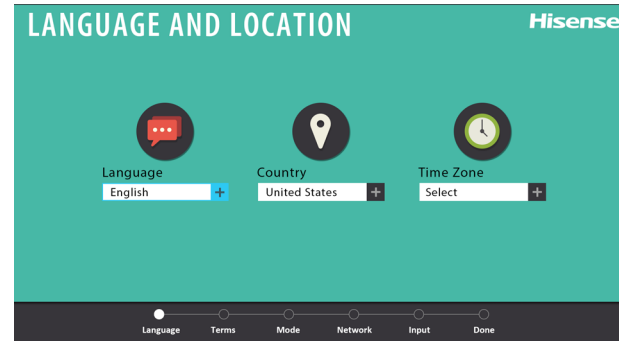 LANGUAGE AND LOCATION
Hisense
Language
Country
Time Zone
English +
United States +
Select +
Language Terms Mode Network Input Done